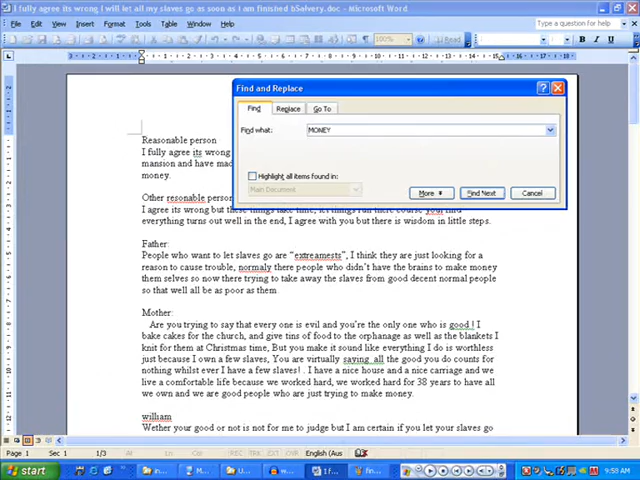 I fully agree its wrong I will let all my slaves go as soon as I am finished bSalvery.doc - Microsoft Word
File Edit View Insert Format Tools Table Window Help
Type a question for help
100%
Read
Find and Replace
Find Replace Go To
Find what: MONEY
Highlight all items found in:
Main Document
More Find Next Cancel
Reasonable person
I fully agree its wrong
mansion and have mad
money.
Other resonable person
I agree its wrong but these things take time, let things run there course your find
everything turns out well in the end, I agree with you but there is wisdom in little steps.
Father:
People who want to let slaves go are "extreamests", I think they are just looking for a
reason to cause trouble, normaly there people who didn't have the brains to make money
them selves so now there trying to take away the slaves from good decent normal people
so that well all be as poor as them
Mother:
Are you trying to say that every one is evil and you're the only one who is good ! I
bake cakes for the church, and give tins of food to the orphanage as well as the blankets I
knit for them at Christmas time, But you make it sound like everything I do is worthless
just because I own a few slaves, You are virtually saying all the good you do counts for
nothing whilst ever I have a few slaves! . I have a nice house and a nice carriage and we
live a comfortable life because we worked hard, we worked hard for 38 years to have all
we own and we are good people who are just trying to make money.
william
Wether your good or not is not for me to judge but I am certain if you let your slaves go
Page 1 Sec 1 1/3 English (Aus
start in... M... U... w... 1 f... fin... 9:58 AM